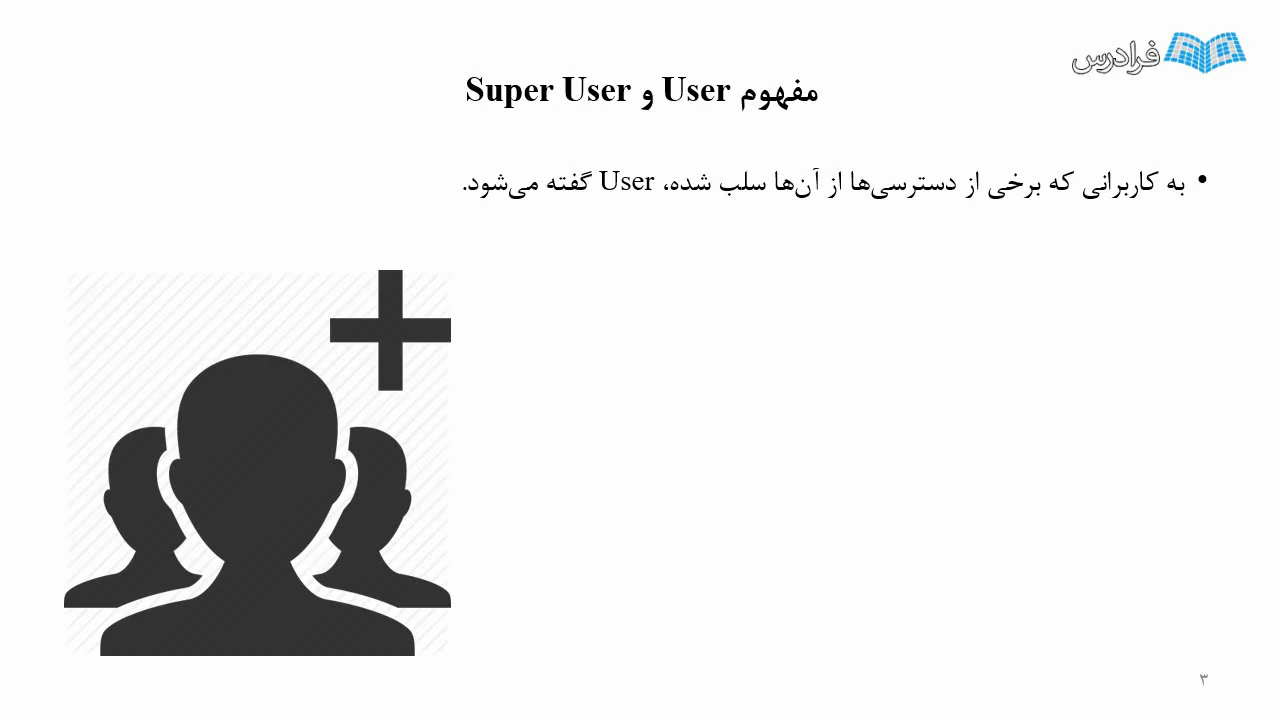 فرادرس
مفهوم User و Super User
• به کاربرانی که برخی از دسترسی‌ها از آن‌ها سلب شده، User گفته می‌شود.
۳